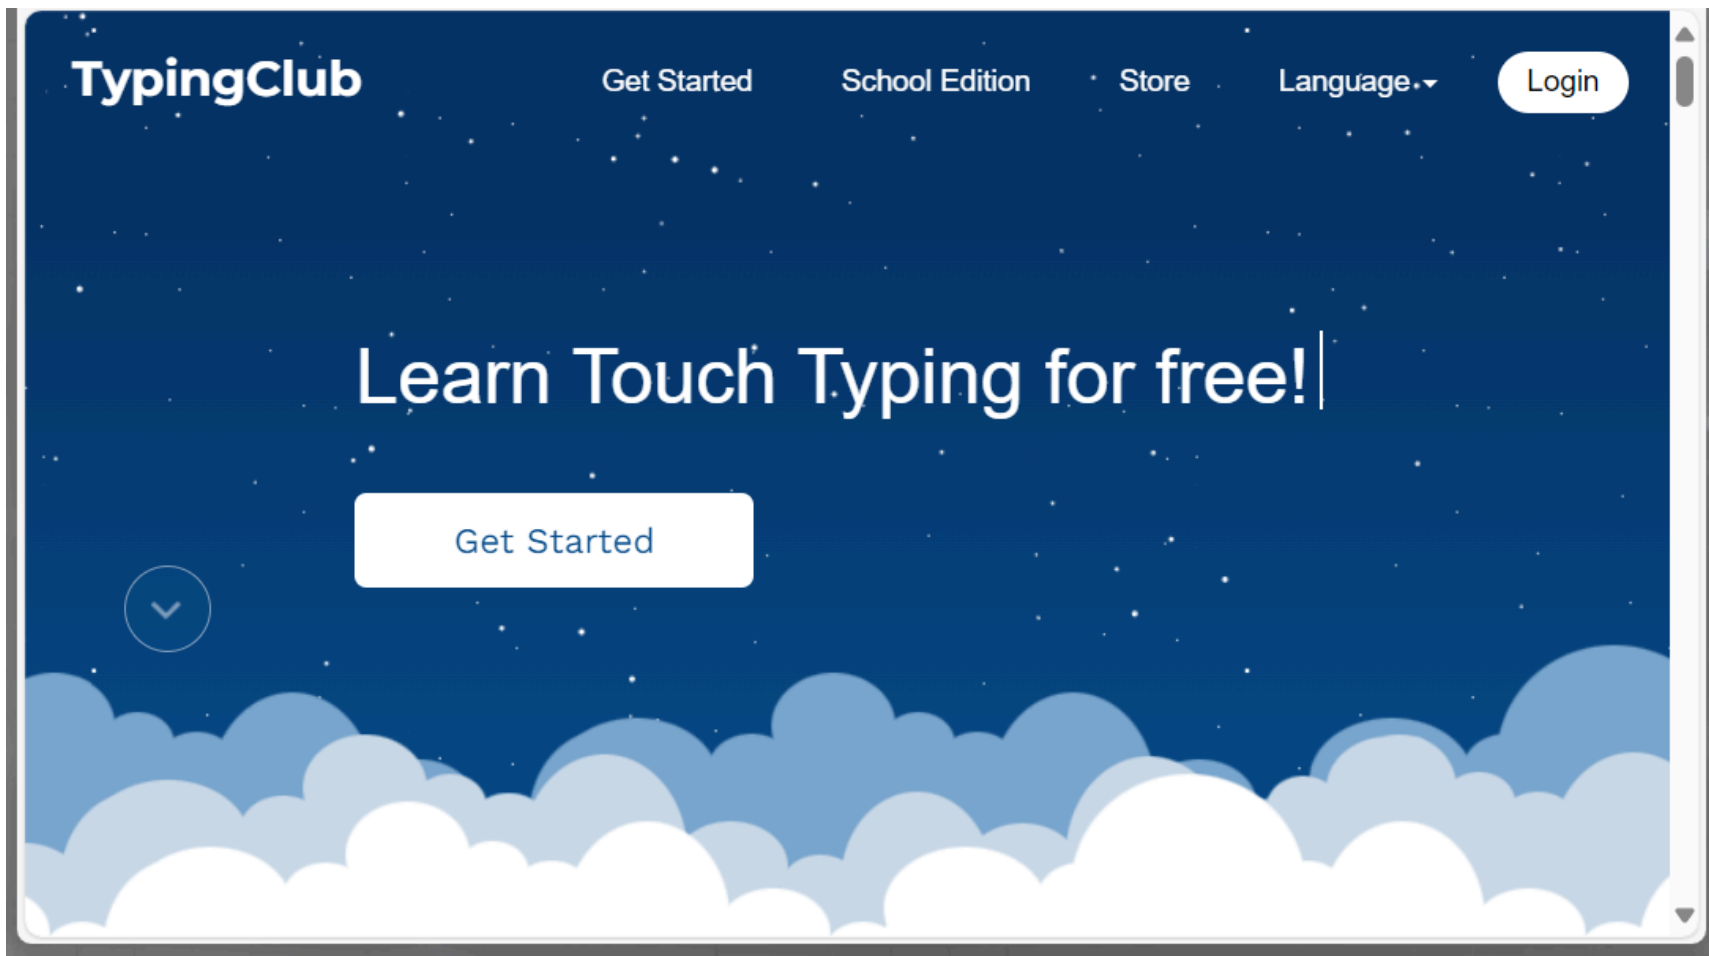 TypingClub
Get Started
School Edition
Store
Language
Login
Learn Touch Typing for free!
Get Started